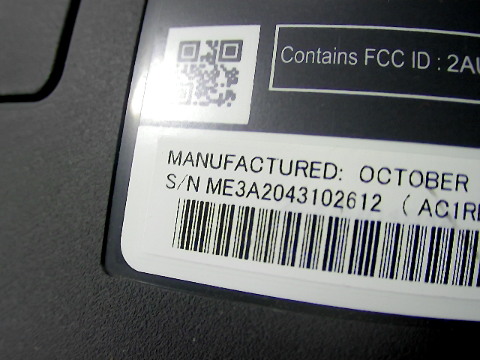 Contains FCC ID : 2AU
MANUFACTURED: OCTOBER
S/N ME3A2043102612 ( AC1R